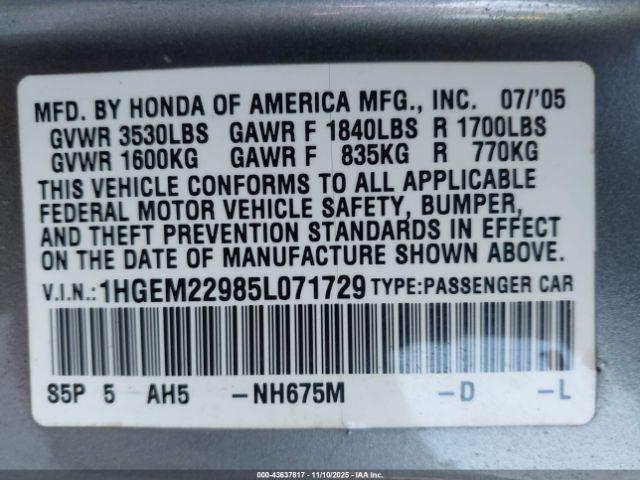 MFD. BY HONDA OF AMERICA MFG., INC. 07/'05
GVWR 3530LBS GAWR F 1840LBS R 1700LBS
GVWR 1600KG GAWR F 835KG R 770KG
THIS VEHICLE CONFORMS TO ALL APPLICABLE
FEDERAL MOTOR VEHICLE SAFETY, BUMPER,
AND THEFT PREVENTION STANDARDS IN EFFECT
ON THE DATE OF MANUFACTURE SHOWN ABOVE.
V.I.N.:1HGEM22985L071729 TYPE:PASSENGER CAR
S5P 5 AH5 -NH675M -D -L
000-43637817 - 11/10/2025 - IAA Inc.